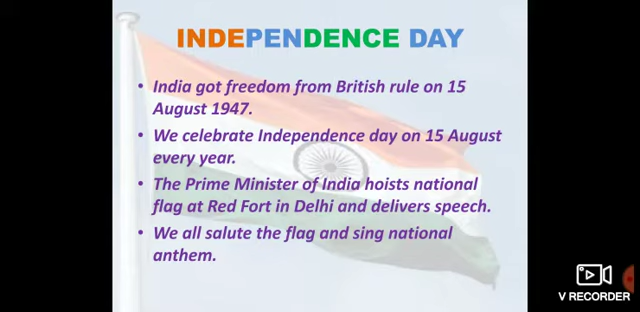 INDEPENDENCE DAY
• India got freedom from British rule on 15
August 1947.
• We celebrate Independence day on 15 August
every year.
• The Prime Minister of India hoists national
flag at Red Fort in Delhi and delivers speech.
• We all salute the flag and sing national
anthem.
V RECORDER